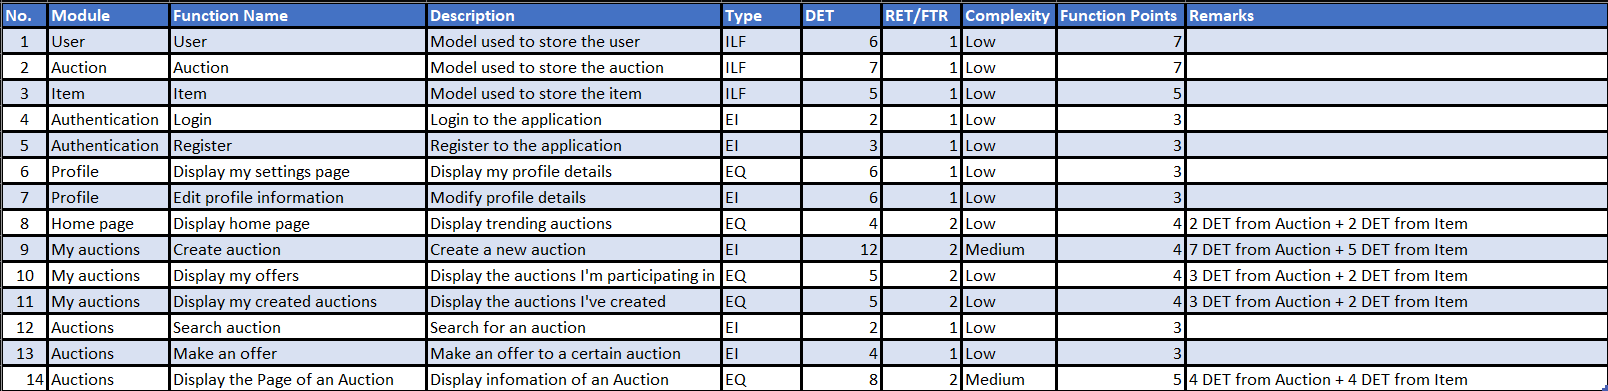 No. Module Function Name Description Type DET RET/FTR Complexity Function Points Remarks
1 User User Model used to store the user ILF 6 1 Low 7
2 Auction Auction Model used to store the auction ILF 7 1 Low 7
3 Item Item Model used to store the item ILF 5 1 Low 5
4 Authentication Login Login to the application EI 2 1 Low 3
5 Authentication Register Register to the application EI 3 1 Low 3
6 Profile Display my settings page Display my profile details EQ 6 1 Low 3
7 Profile Edit profile information Modify profile details EI 6 1 Low 3
8 Home page Display home page Display trending auctions EQ 4 2 Low 4 2 DET from Auction + 2 DET from Item
9 My auctions Create auction Create a new auction EI 12 2 Medium 4 7 DET from Auction + 5 DET from Item
10 My auctions Display my offers Display the auctions I'm participating in EQ 5 2 Low 4 3 DET from Auction + 2 DET from Item
11 My auctions Display my created auctions Display the auctions I've created EQ 5 2 Low 4 3 DET from Auction + 2 DET from Item
12 Auctions Search auction Search for an auction EI 2 1 Low 3
13 Auctions Make an offer Make an offer to a certain auction EI 4 1 Low 3
14 Auctions Display the Page of an Auction Display infomation of an Auction EQ 8 2 Medium 5 4 DET from Auction + 4 DET from Item